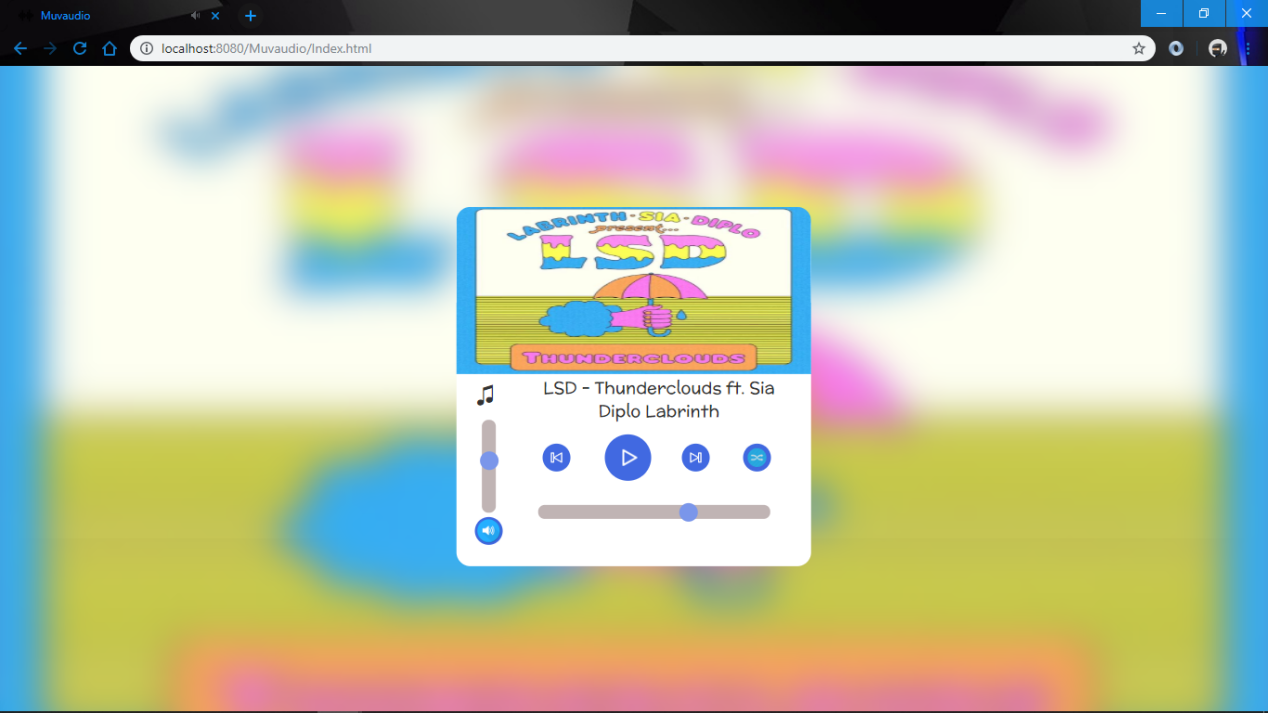 Muvaudio
localhost:8080/Muvaudio/Index.html
LABRINTH · SIA · DIPLO
present...
LSD
THUNDERCLOUDS
LSD - Thunderclouds ft. Sia
Diplo Labrinth